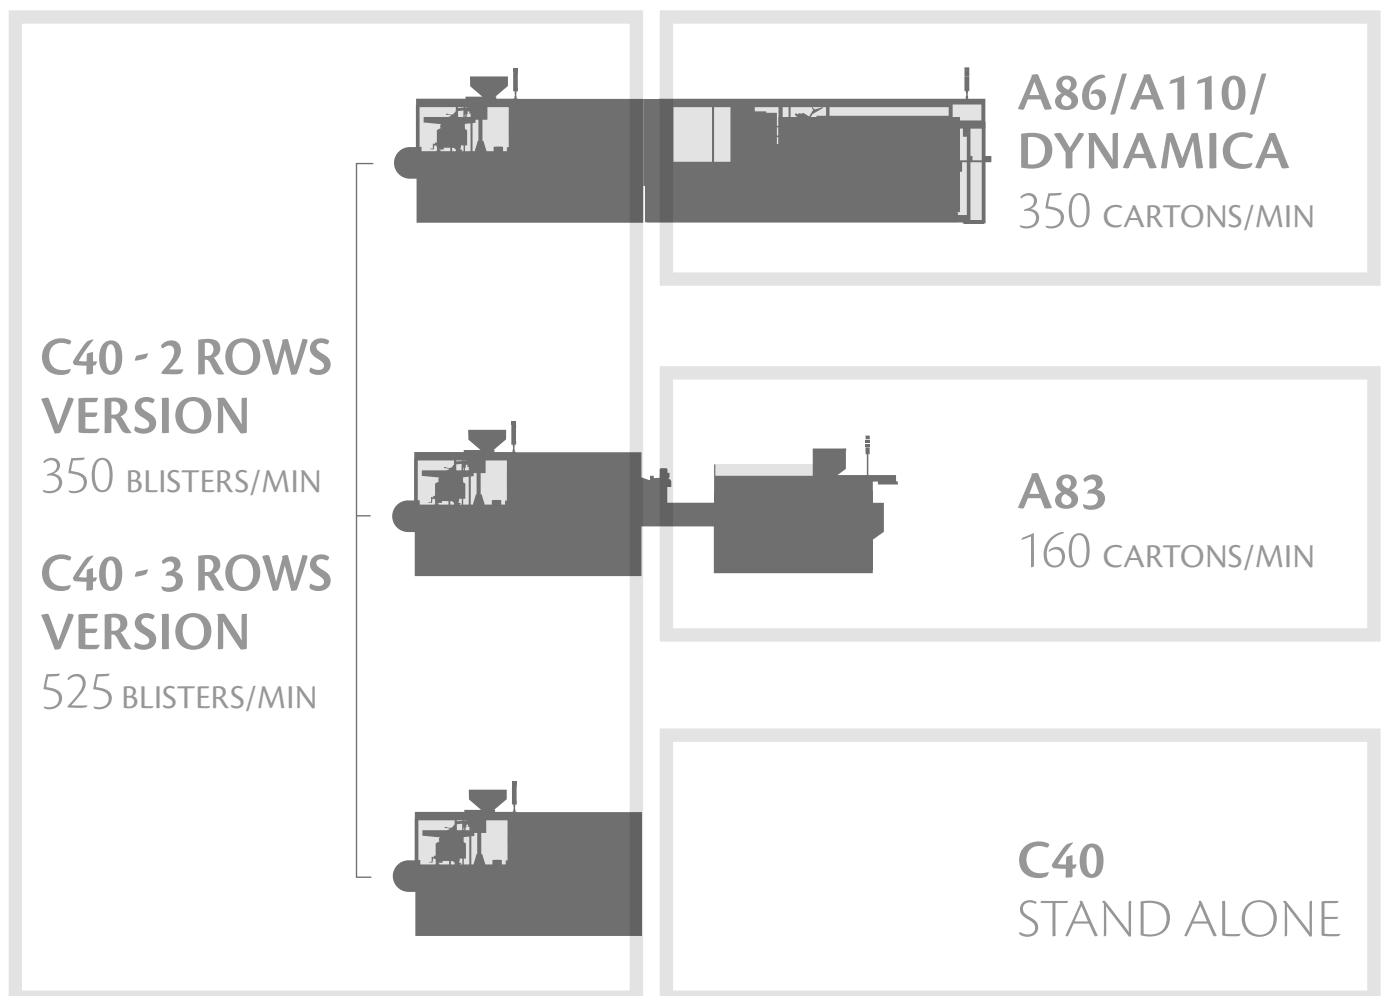 C40 - 2 ROWS
VERSION
350 BLISTERS/MIN
C40 - 3 ROWS
VERSION
525 BLISTERS/MIN
A86/A110/
DYNAMICA
350 CARTONS/MIN
A83
160 CARTONS/MIN
C40
STAND ALONE